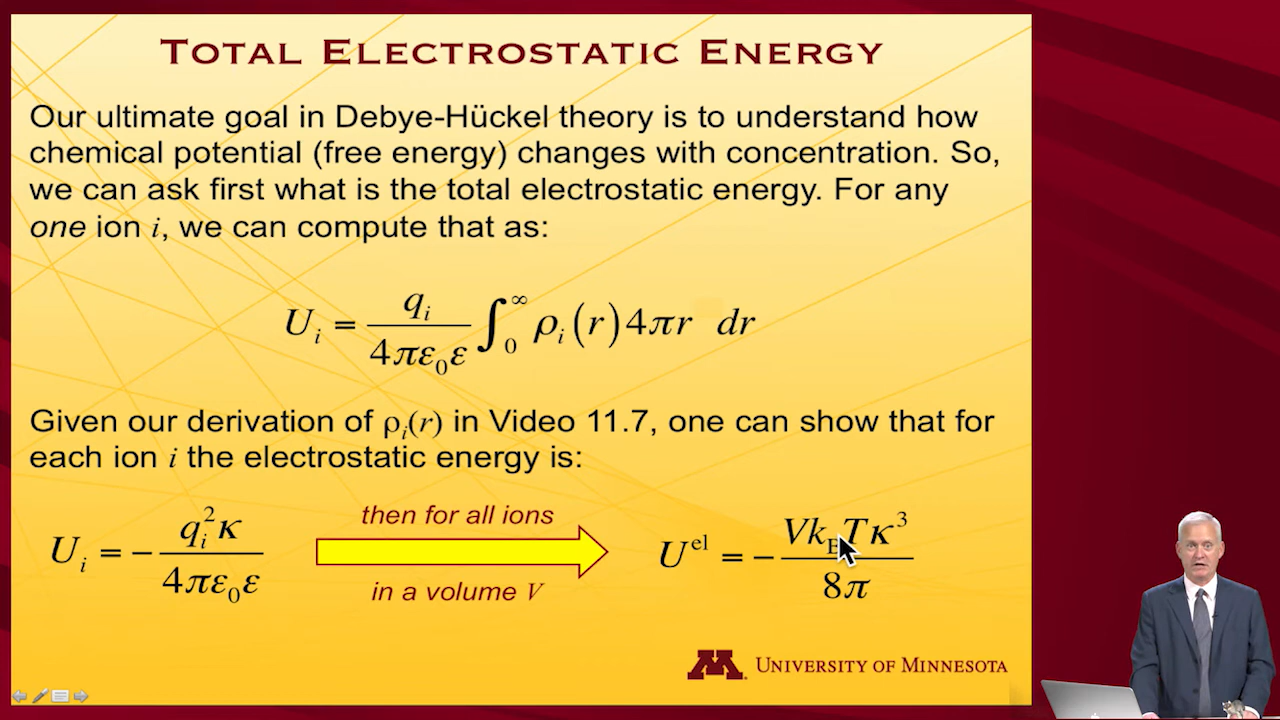 TOTAL ELECTROSTATIC ENERGY
Our ultimate goal in Debye-Hückel theory is to understand how
chemical potential (free energy) changes with concentration. So,
we can ask first what is the total electrostatic energy. For any
one ion i, we can compute that as:
U_i = \frac{q_i}{4πε_0ε} ∫_0^∞ ρ_i(r)4πr dr
Given our derivation of ρ_i(r) in Video 11.7, one can show that for
each ion i the electrostatic energy is:
then for all ions
U_i = -\frac{q_i^2κ}{4πε_0ε}
U^{el} = -\frac{Vk_BTκ^3}{8π}
in a volume V
M
UNIVERSITY OF MINNESOTA